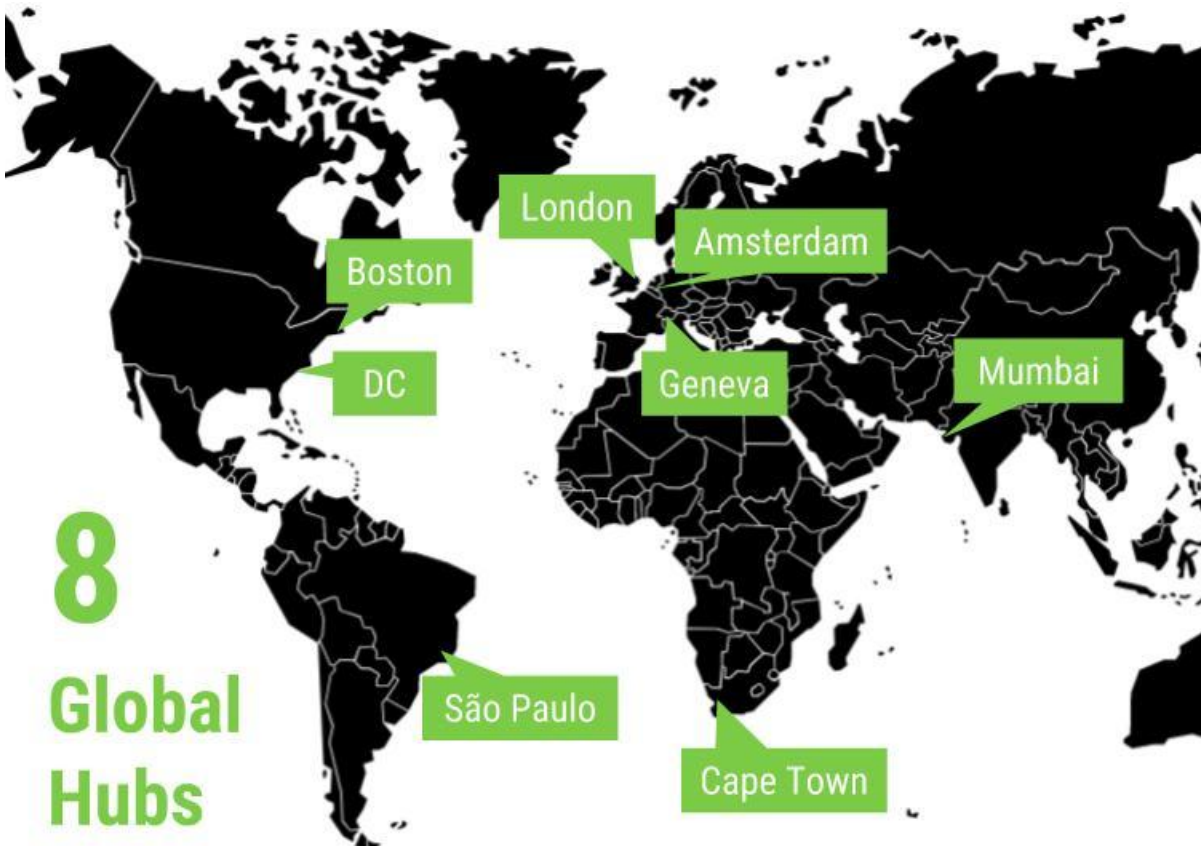 London
Amsterdam
Boston
DC
Geneva
Mumbai
8
Global
Hubs
São Paulo
Cape Town